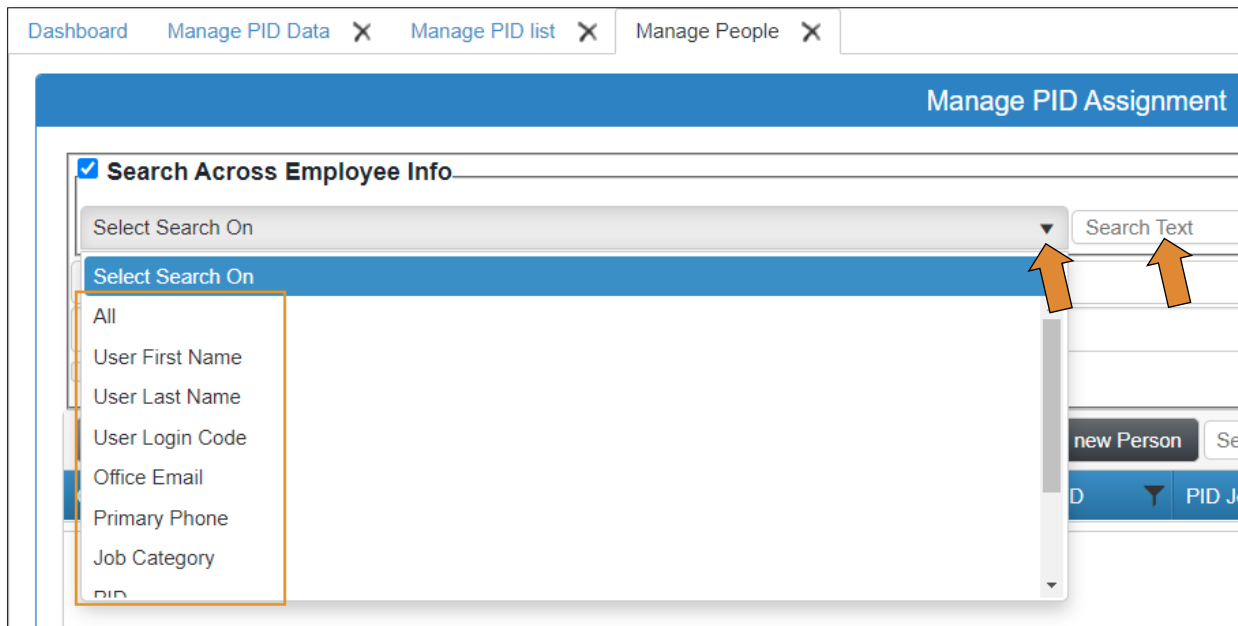 Dashboard Manage PID Data Manage PID list Manage People
Manage PID Assignment
Search Across Employee Info
Select Search On Search Text
Select Search On
All
User First Name
User Last Name
User Login Code
Office Email
Primary Phone
Job Category
PID
new Person
PID